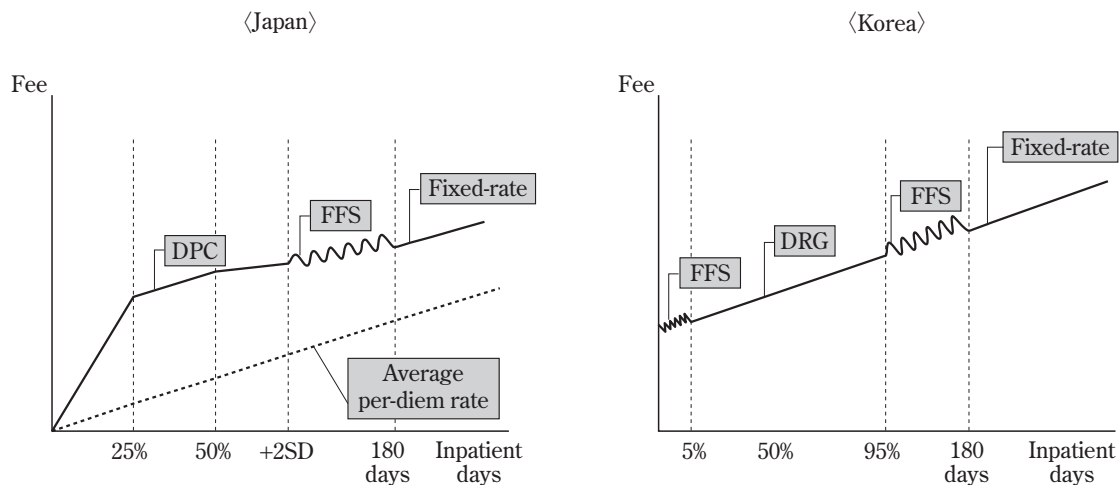 〈Japan〉
Fee
DPC
FFS
Fixed-rate
Average
per-diem rate
25%
50%
+2SD
180
days
Inpatient
days
〈Korea〉
Fee
FFS
DRG
FFS
Fixed-rate
5%
50%
95%
180
days
Inpatient
days